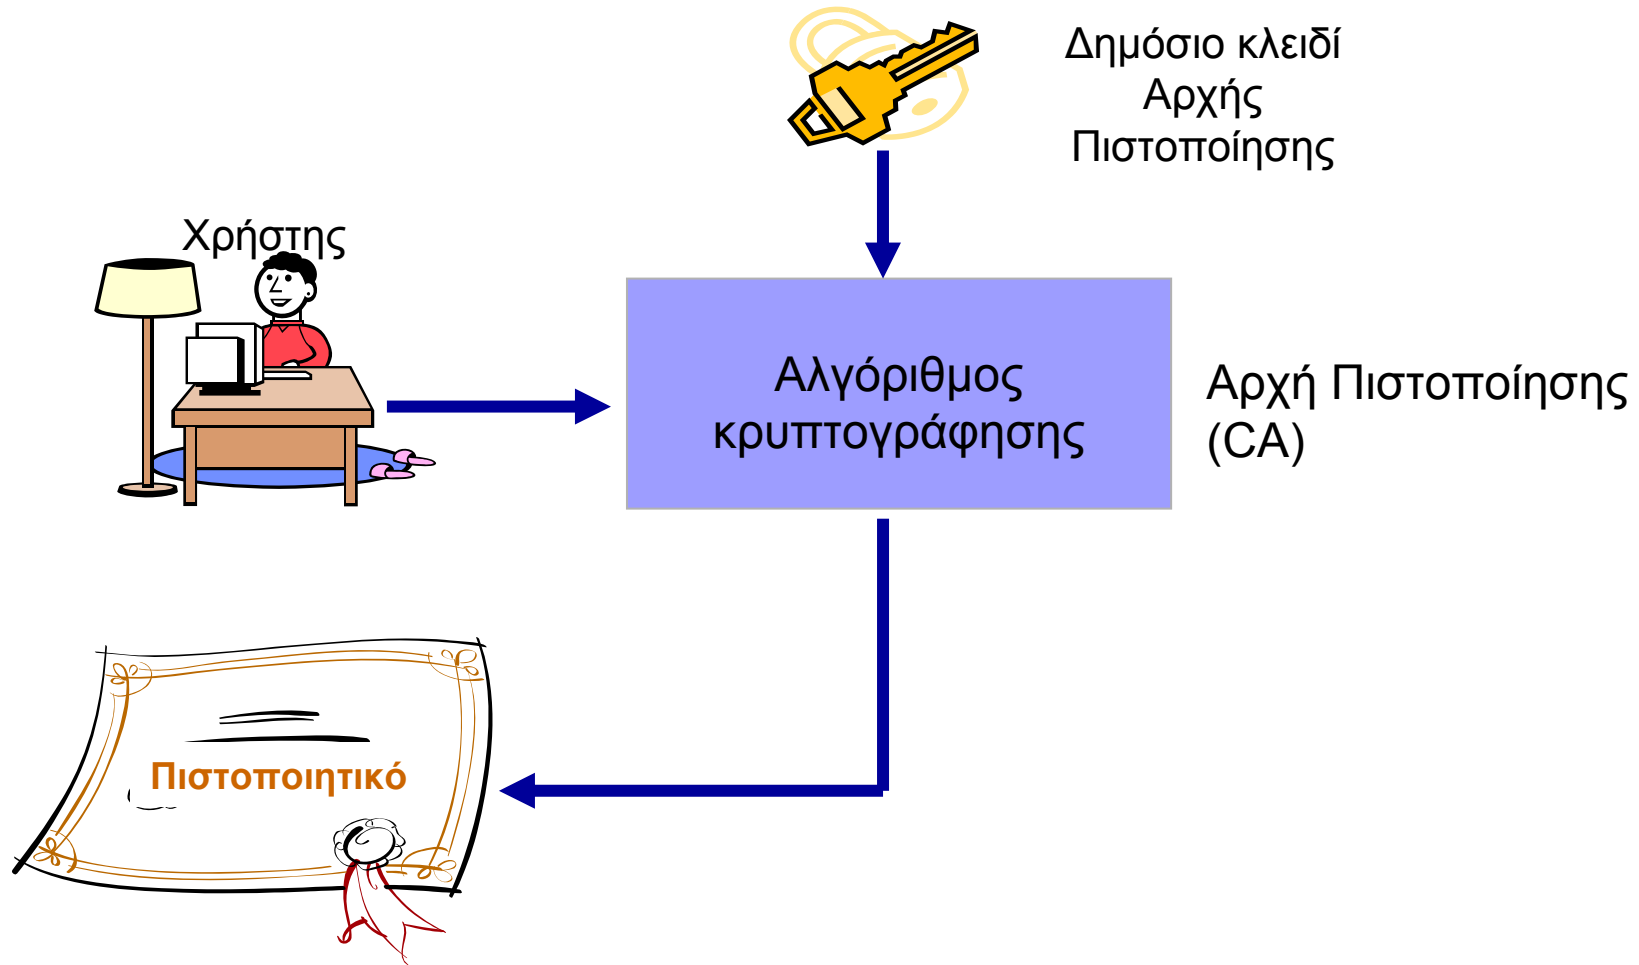 Δημόσιο κλειδί
Αρχής
Πιστοποίησης
Χρήστης
Αλγόριθμος
κρυπτογράφησης
Αρχή Πιστοποίησης
(CA)
Πιστοποιητικό